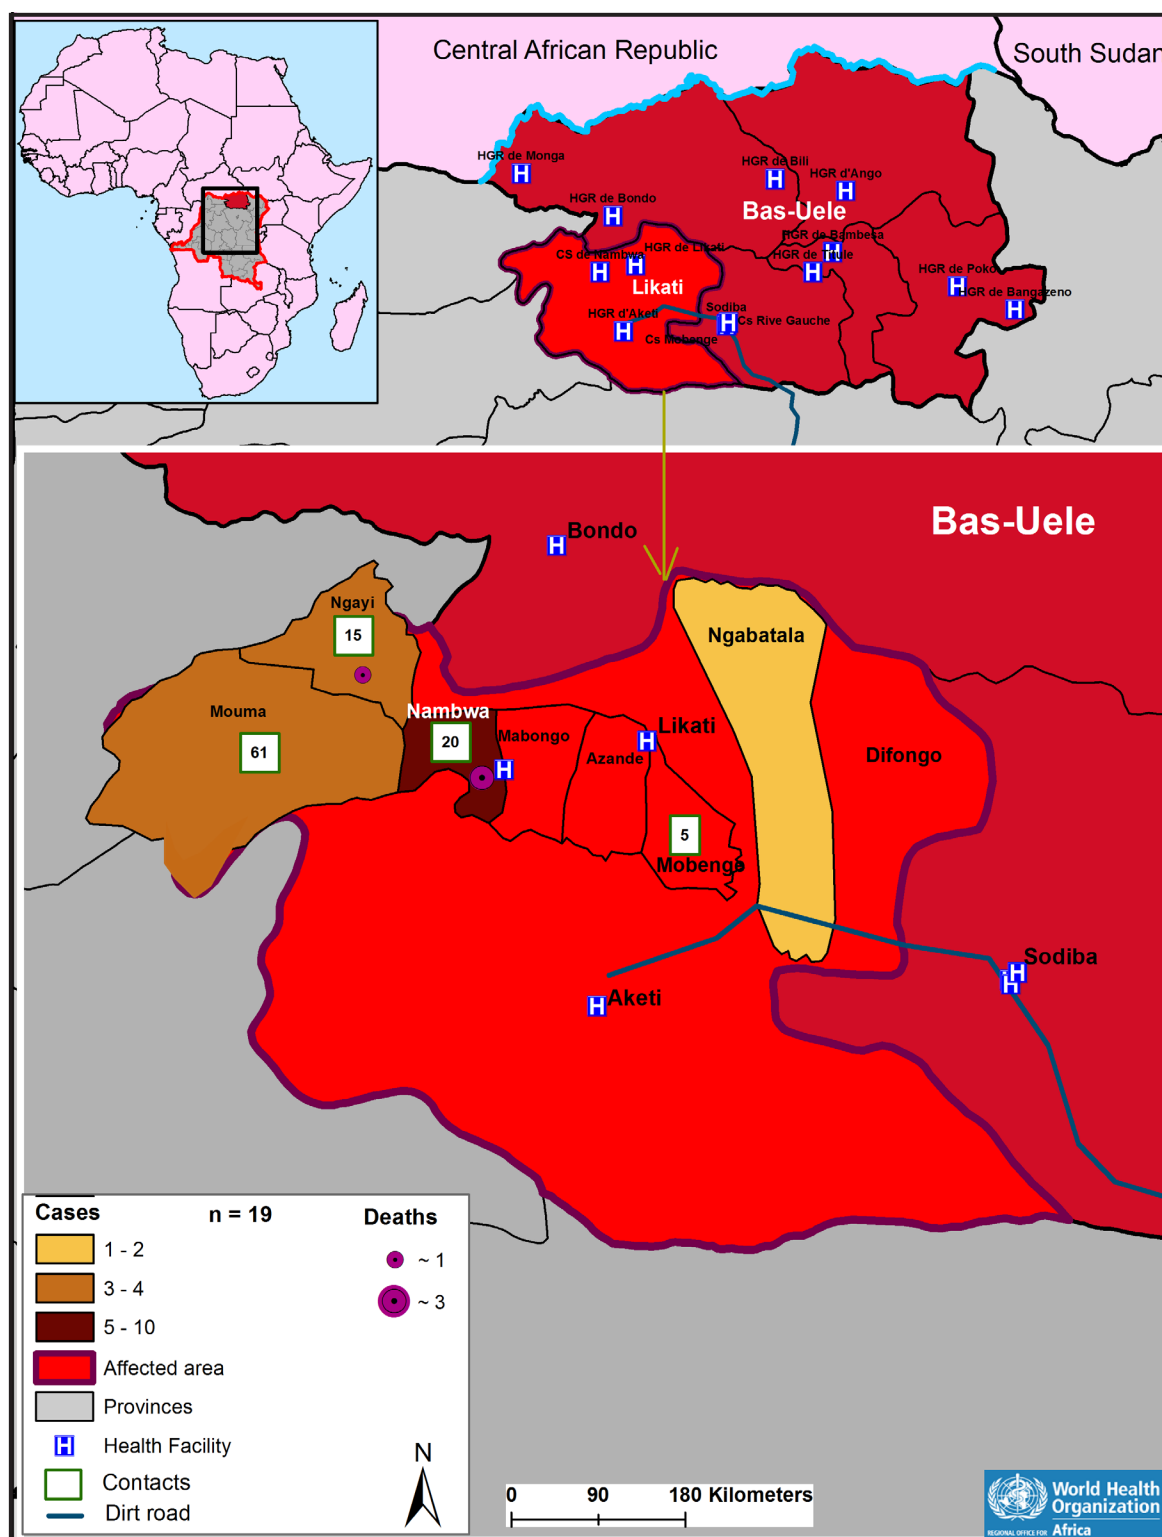 Central African Republic
South Sudan
HGR de Monga
HGR de Bili
HGR d'Ango
HGR de Bondo
Bas-Uele
HGR de Bambesa
CS de Nambwa
HGR de Likati
HGR de Titule
HGR de Poko
Likati
HGR de Bangazeno
Sodiba
HGR d'Aketi
Cs Rive Gauche
Cs Mobenge
Bas-Uele
Bondo
Ngayi
15
Ngabatala
Mouma
Nambwa
Likati
20
Mabongo
61
Azande
Difongo
5
Mobenge
Sodiba
Aketi
Cases
n = 19
Deaths
1 - 2
~ 1
3 - 4
~ 3
5 - 10
Affected area
Provinces
H Health Facility
Contacts
Dirt road
N
0 90 180 Kilometers
World Health
Organization
REGIONAL OFFICE FOR Africa